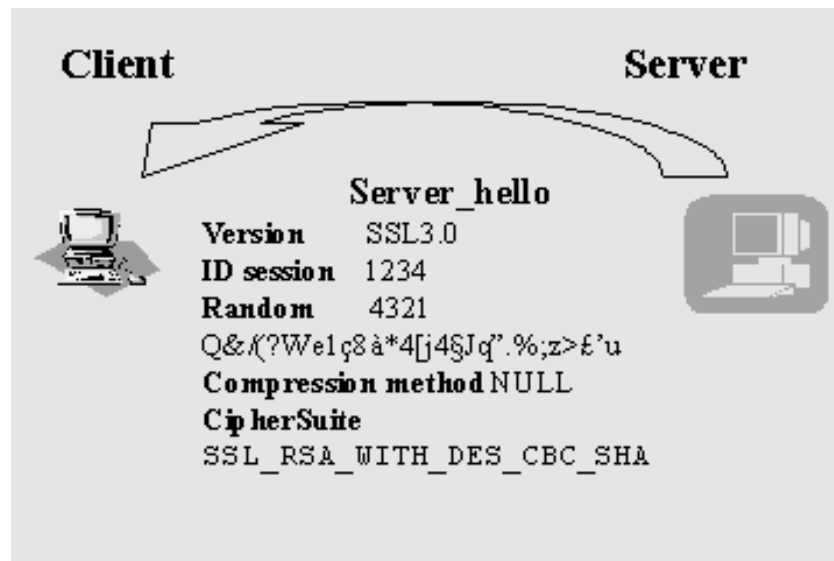 Client Server
Server_hello
Version SSL3.0
ID session 1234
Random 4321
Q&/(?We1ç8à*4[j4§Jq”.%;z>£’u
Compression method NULL
CipherSuite
SSL_RSA_WITH_DES_CBC_SHA